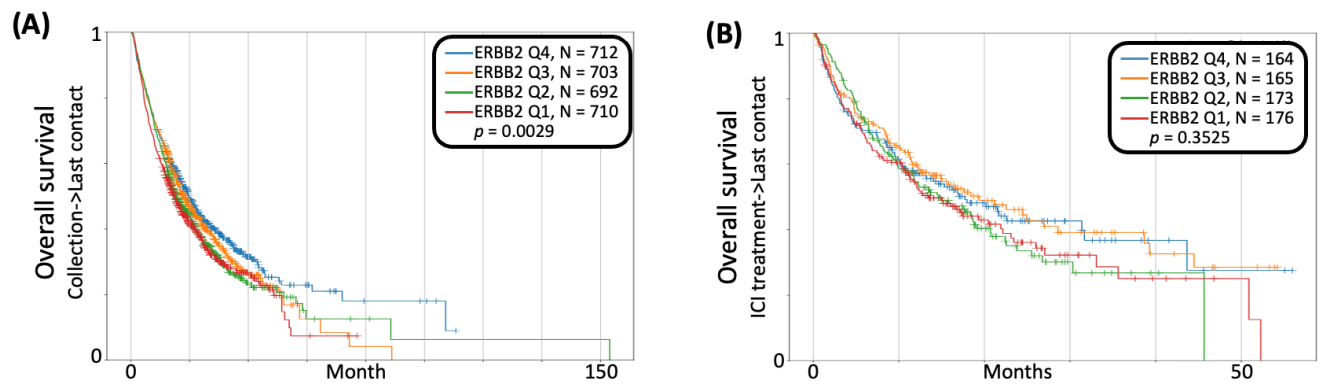 (A)
1
ERBB2 Q4, N = 712
ERBB2 Q3, N = 703
ERBB2 Q2, N = 692
ERBB2 Q1, N = 710
p = 0.0029
Overall survival
Collection->Last contact
0
0
Month
150
(B)
1
ERBB2 Q4, N = 164
ERBB2 Q3, N = 165
ERBB2 Q2, N = 173
ERBB2 Q1, N = 176
p = 0.3525
Overall survival
ICI treatment->Last contact
0
0
Months
50